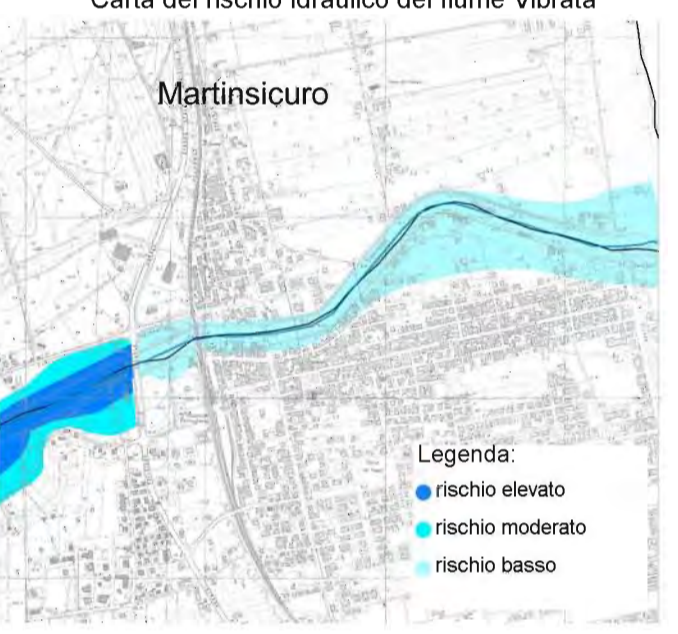 Carta del rischio idraulico del fiume Vibrata
Martinsicuro
Legenda:
rischio elevato
rischio moderato
rischio basso